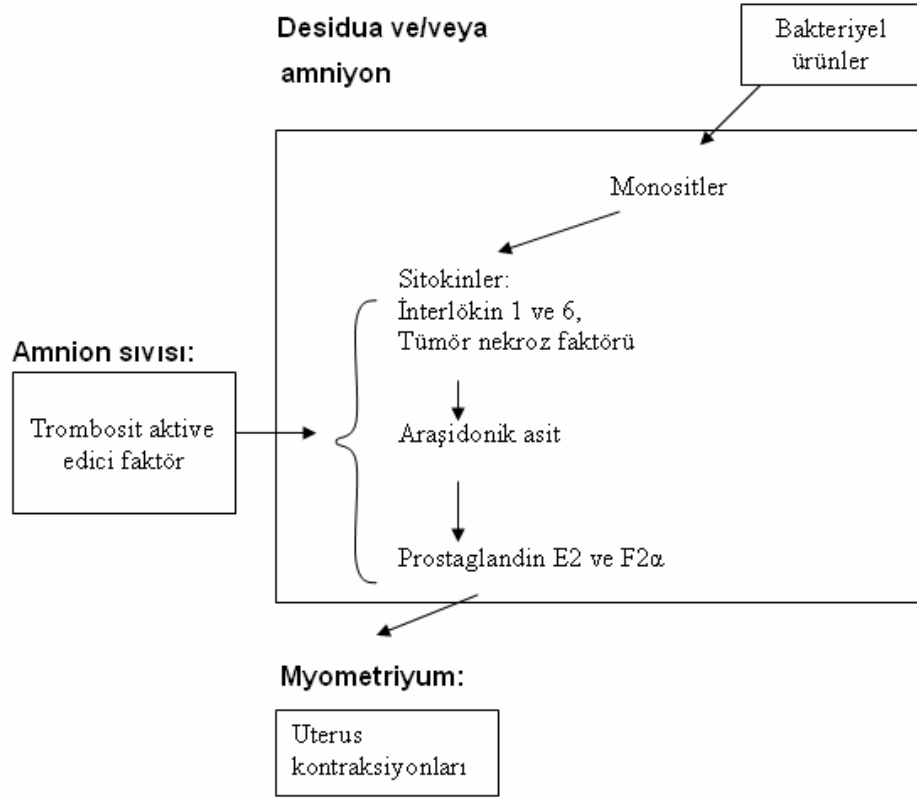 Desidua ve/veya
amniyon
Bakteriyel
ürünler
Monositler
Sitokinler:
İnterlökin 1 ve 6,
Tümör nekroz faktörü
Amnion sıvısı:
Trombosit aktive
edici faktör
Araşidonik asit
Prostaglandin E2 ve F2α
Myometriyum:
Uterus
kontraksiyonları